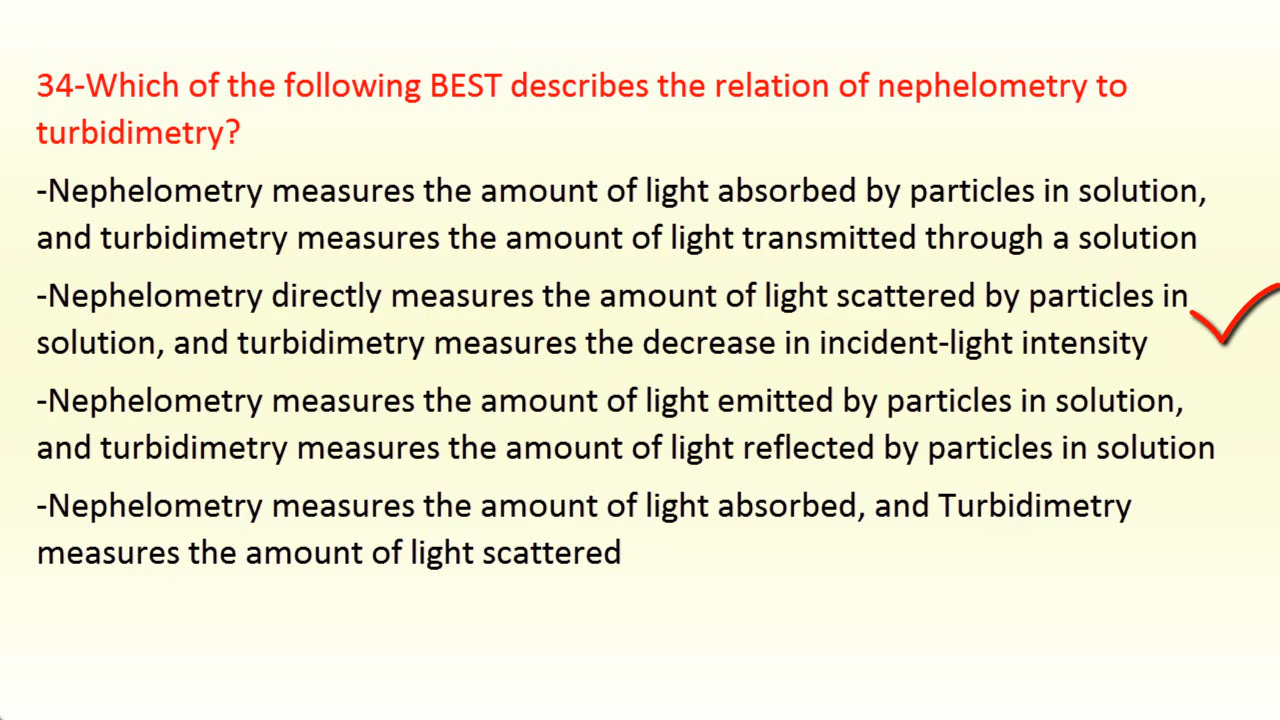 34-Which of the following BEST describes the relation of nephelometry to
turbidimetry?
-Nephelometry measures the amount of light absorbed by particles in solution,
and turbidimetry measures the amount of light transmitted through a solution
-Nephelometry directly measures the amount of light scattered by particles in
solution, and turbidimetry measures the decrease in incident-light intensity
-Nephelometry measures the amount of light emitted by particles in solution,
and turbidimetry measures the amount of light reflected by particles in solution
-Nephelometry measures the amount of light absorbed, and Turbidimetry
measures the amount of light scattered